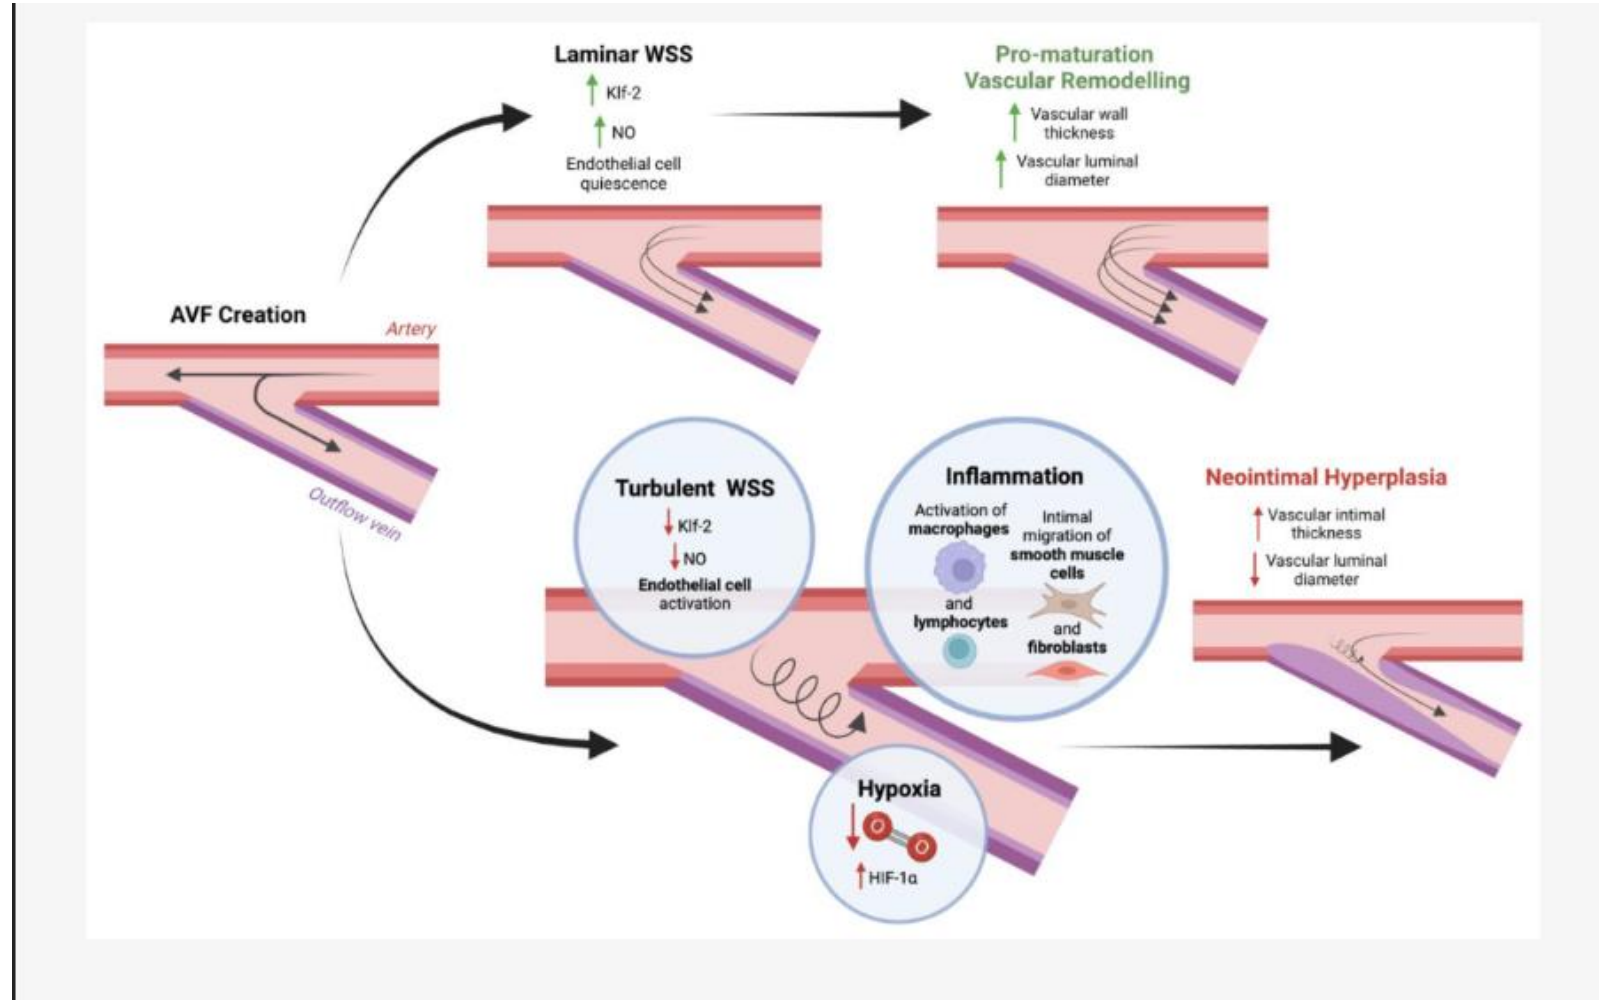 AVF Creation
Artery
Outflow vein
Laminar WSS
Klf-2
NO
Endothelial cell
quiescence
Pro-maturation
Vascular Remodelling
Vascular wall
thickness
Vascular luminal
diameter
Turbulent WSS
Klf-2
NO
Endothelial cell
activation
Inflammation
Activation of
macrophages
and
lymphocytes
Intimal
migration of
smooth muscle
cells
and
fibroblasts
Hypoxia
O
O
HIF-1α
Neointimal Hyperplasia
Vascular intimal
thickness
Vascular luminal
diameter